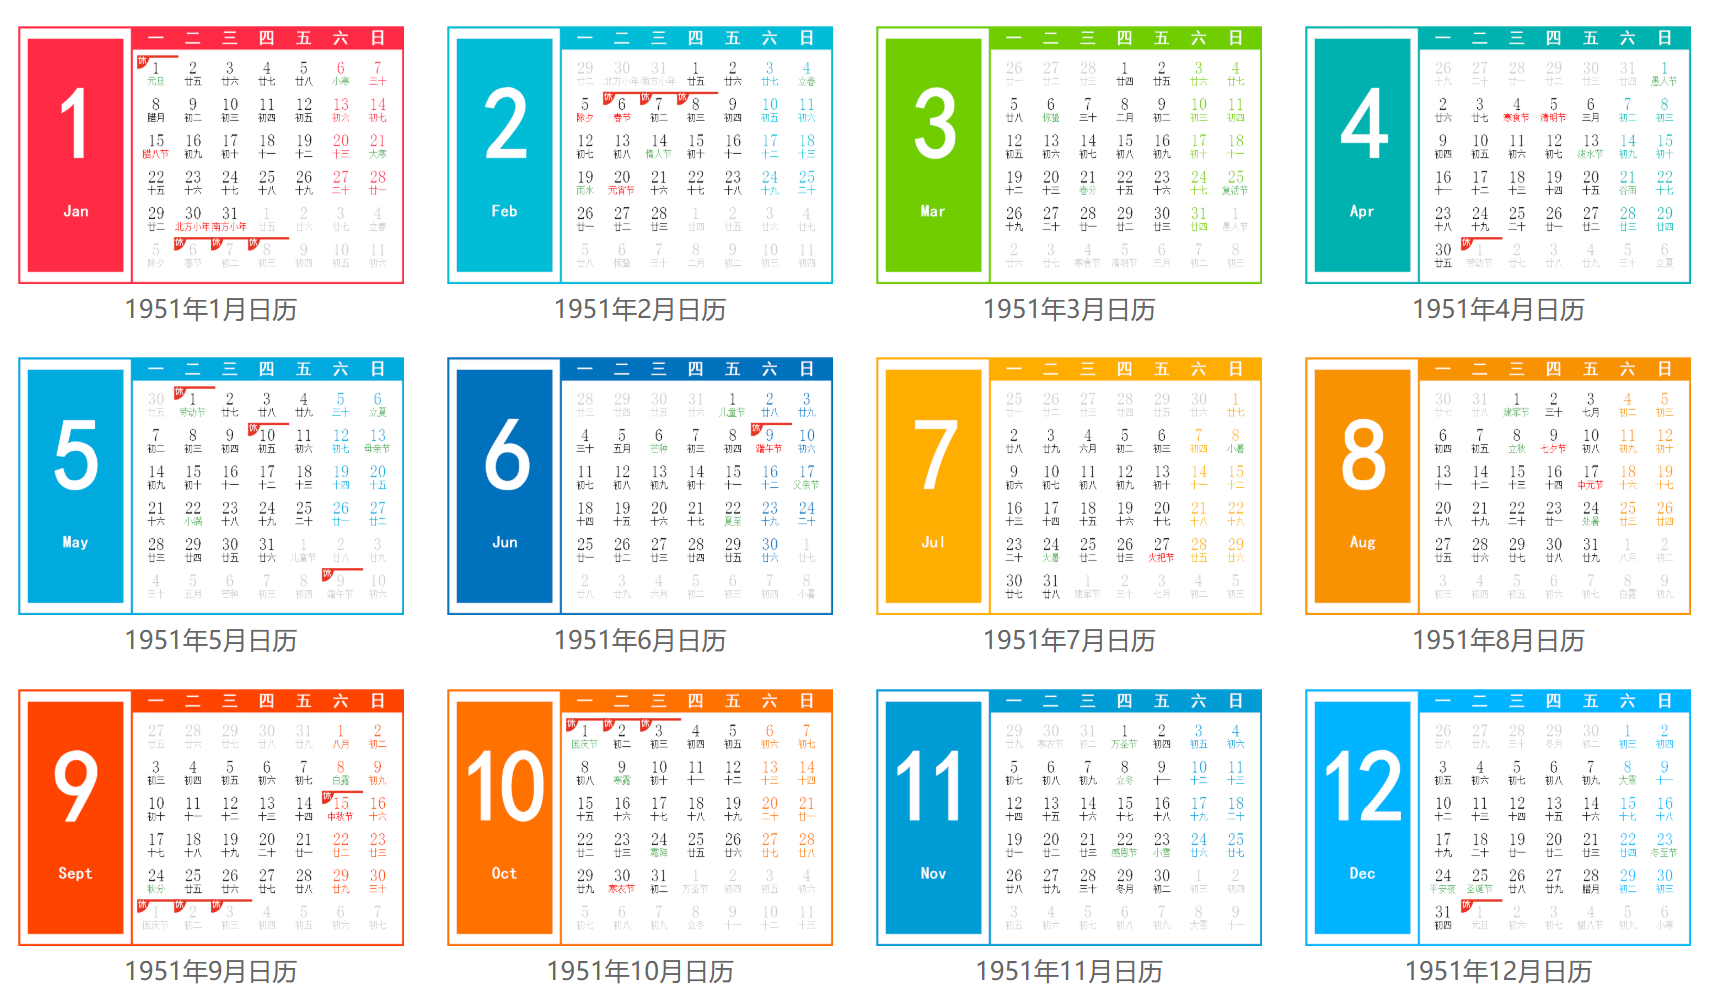 1
Jan
一 二 三 四 五 六 日
休
1 2 3 4 5 6 7
元旦 廿五 廿六 廿七 廿八 小寒 三十
8 9 10 11 12 13 14
腊月 初二 初三 初四 初五 初六 初七
15 16 17 18 19 20 21
腊八节 初九 初十 十一 十二 十三 大寒
22 23 24 25 26 27 28
十五 十六 十七 十八 十九 二十 廿一
29 30 31 1 2 3 4
廿二 北方小年 南方小年 廿五 廿六 廿七 立春
休 休 休
5 6 7 8 9 10 11
除夕 春节 初二 初三 初四 初五 初六
1951年1月日历
2
Feb
一 二 三 四 五 六 日
29 30 31 1 2 3 4
廿二 北方小年 南方小年 廿五 廿六 廿七 立春
休 休 休
5 6 7 8 9 10 11
除夕 春节 初二 初三 初四 初五 初六
12 13 14 15 16 17 18
初七 初八 情人节 初十 十一 十二 十三
19 20 21 22 23 24 25
雨水 元宵节 十六 十七 十八 十九 二十
26 27 28 1 2 3 4
廿一 廿二 廿三 廿四 廿五 廿六 廿七
5 6 7 8 9 10 11
廿八 惊蛰 三十 二月 初二 初三 初四
1951年2月日历
3
Mar
一 二 三 四 五 六 日
26 27 28 1 2 3 4
廿一 廿二 廿三 廿四 廿五 廿六 廿七
5 6 7 8 9 10 11
廿八 惊蛰 三十 二月 初二 初三 初四
12 13 14 15 16 17 18
初五 初六 初七 初八 初九 初十 十一
19 20 21 22 23 24 25
十二 十三 春分 十五 十六 十七 复活节
26 27 28 29 30 31 1
十九 二十 廿一 廿二 廿三 廿四 愚人节
2 3 4 5 6 7 8
廿六 廿七 寒食节 清明节 三月 初二 初三
1951年3月日历
4
Apr
一 二 三 四 五 六 日
26 27 28 29 30 31 1
十九 二十 廿一 廿二 廿三 廿四 愚人节
2 3 4 5 6 7 8
廿六 廿七 寒食节 清明节 三月 初二 初三
9 10 11 12 13 14 15
初四 初五 初六 初七 泼水节 初九 初十
16 17 18 19 20 21 22
十一 十二 十三 十四 十五 谷雨 十七
23 24 25 26 27 28 29
十八 十九 二十 廿一 廿二 廿三 廿四
休
30 1 2 3 4 5 6
廿五 劳动节 廿七 廿八 廿九 三十 立夏
1951年4月日历
5
May
一 二 三 四 五 六 日
休
30 1 2 3 4 5 6
廿五 劳动节 廿七 廿八 廿九 三十 立夏
休
7 8 9 10 11 12 13
初二 初三 初四 初五 初六 初七 母亲节
14 15 16 17 18 19 20
初九 初十 十一 十二 十三 十四 十五
21 22 23 24 25 26 27
十六 小满 十八 十九 二十 廿一 廿二
28 29 30 31 1 2 3
廿三 廿四 廿五 廿六 儿童节 廿八 廿九
休
4 5 6 7 8 9 10
三十 五月 芒种 初三 初四 端午节 初六
1951年5月日历
6
Jun
一 二 三 四 五 六 日
28 29 30 31 1 2 3
廿三 廿四 廿五 廿六 儿童节 廿八 廿九
休
4 5 6 7 8 9 10
三十 五月 芒种 初三 初四 端午节 初六
11 12 13 14 15 16 17
初七 初八 初九 初十 十一 十二 父亲节
18 19 20 21 22 23 24
十四 十五 十六 十七 夏至 十九 二十
25 26 27 28 29 30 1
廿一 廿二 廿三 廿四 廿五 廿六 廿七
2 3 4 5 6 7 8
廿八 廿九 六月 初二 初三 初四 小暑
1951年6月日历
7
Jul
一 二 三 四 五 六 日
25 26 27 28 29 30 1
廿一 廿二 廿三 廿四 廿五 廿六 廿七
2 3 4 5 6 7 8
廿八 廿九 六月 初二 初三 初四 小暑
9 10 11 12 13 14 15
初六 初七 初八 初九 初十 十一 十二
16 17 18 19 20 21 22
十三 十四 十五 十六 十七 十八 十九
23 24 25 26 27 28 29
二十 大暑 廿二 廿三 火把节 廿五 廿六
30 31 1 2 3 4 5
廿七 廿八 建军节 三十 七月 初二 初三
1951年7月日历
8
Aug
一 二 三 四 五 六 日
30 31 1 2 3 4 5
廿七 廿八 建军节 三十 七月 初二 初三
6 7 8 9 10 11 12
初四 初五 立秋 七夕节 初八 初九 初十
13 14 15 16 17 18 19
十一 十二 十三 十四 中元节 十六 十七
20 21 22 23 24 25 26
十八 十九 二十 廿一 处暑 廿三 廿四
27 28 29 30 31 1 2
廿五 廿六 廿七 廿八 廿九 八月 初二
3 4 5 6 7 8 9
初三 初四 初五 初六 初七 白露 初九
1951年8月日历
9
Sept
一 二 三 四 五 六 日
27 28 29 30 31 1 2
廿五 廿六 廿七 廿八 廿九 八月 初二
3 4 5 6 7 8 9
初三 初四 初五 初六 初七 白露 初九
休
10 11 12 13 14 15 16
初十 十一 十二 十三 十四 中秋节 十六
17 18 19 20 21 22 23
十七 十八 十九 二十 廿一 廿二 廿三
24 25 26 27 28 29 30
秋分 廿五 廿六 廿七 廿八 廿九 三十
休 休 休
1 2 3 4 5 6 7
国庆节 初二 初三 初四 初五 初六 初七
1951年9月日历
10
Oct
一 二 三 四 五 六 日
休 休 休
1 2 3 4 5 6 7
国庆节 初二 初三 初四 初五 初六 初七
8 9 10 11 12 13 14
初八 寒露 初十 十一 十二 十三 十四
15 16 17 18 19 20 21
十五 十六 十七 十八 十九 二十 廿一
22 23 24 25 26 27 28
廿二 廿三 霜降 廿五 廿六 廿七 廿八
29 30 31 1 2 3 4
廿九 寒衣节 初二 万圣节 初四 初五 初六
5 6 7 8 9 10 11
初七 初八 初九 立冬 十一 十二 十三
1951年10月日历
11
Nov
一 二 三 四 五 六 日
29 30 31 1 2 3 4
廿九 寒衣节 初二 万圣节 初四 初五 初六
5 6 7 8 9 10 11
初七 初八 初九 立冬 十一 十二 十三
12 13 14 15 16 17 18
十四 十五 十六 十七 十八 十九 二十
19 20 21 22 23 24 25
廿一 廿二 廿三 感恩节 小雪 廿六 廿七
26 27 28 29 30 1 2
廿八 廿九 三十 冬月 初二 初三 初四
3 4 5 6 7 8 9
初五 初六 初七 初八 初九 大雪 十一
1951年11月日历
12
Dec
一 二 三 四 五 六 日
26 27 28 29 30 1 2
廿八 廿九 三十 冬月 初二 初三 初四
3 4 5 6 7 8 9
初五 初六 初七 初八 初九 大雪 十一
10 11 12 13 14 15 16
十二 十三 十四 十五 十六 十七 十八
17 18 19 20 21 22 23
十九 二十 廿一 廿二 廿三 廿四 冬至节
24 25 26 27 28 29 30
平安夜 圣诞节 廿八 廿九 腊月 初二 初三
休
31 1 2 3 4 5 6
初四 元旦 初六 初七 腊八节 初九 小寒
1951年12月日历